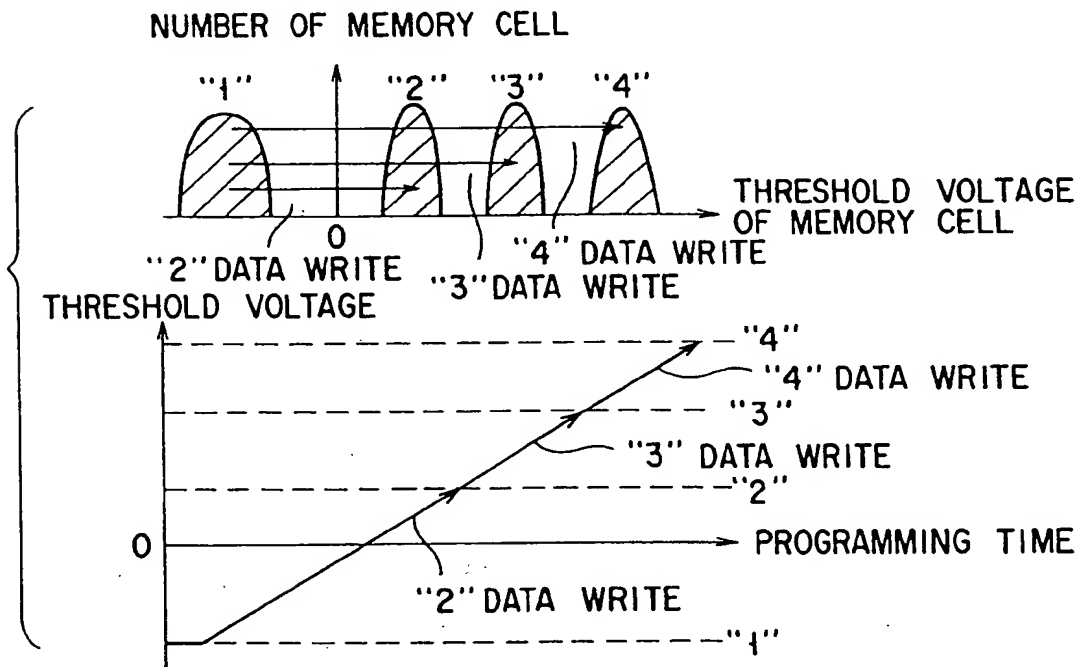 NUMBER OF MEMORY CELL
"1" "2" "3" "4"
THRESHOLD VOLTAGE
OF MEMORY CELL
0
"4" DATA WRITE
"2" DATA WRITE
"3" DATA WRITE
THRESHOLD VOLTAGE
"4"
"4" DATA WRITE
"3"
"3" DATA WRITE
"2"
0
PROGRAMMING TIME
"2" DATA WRITE
"1"